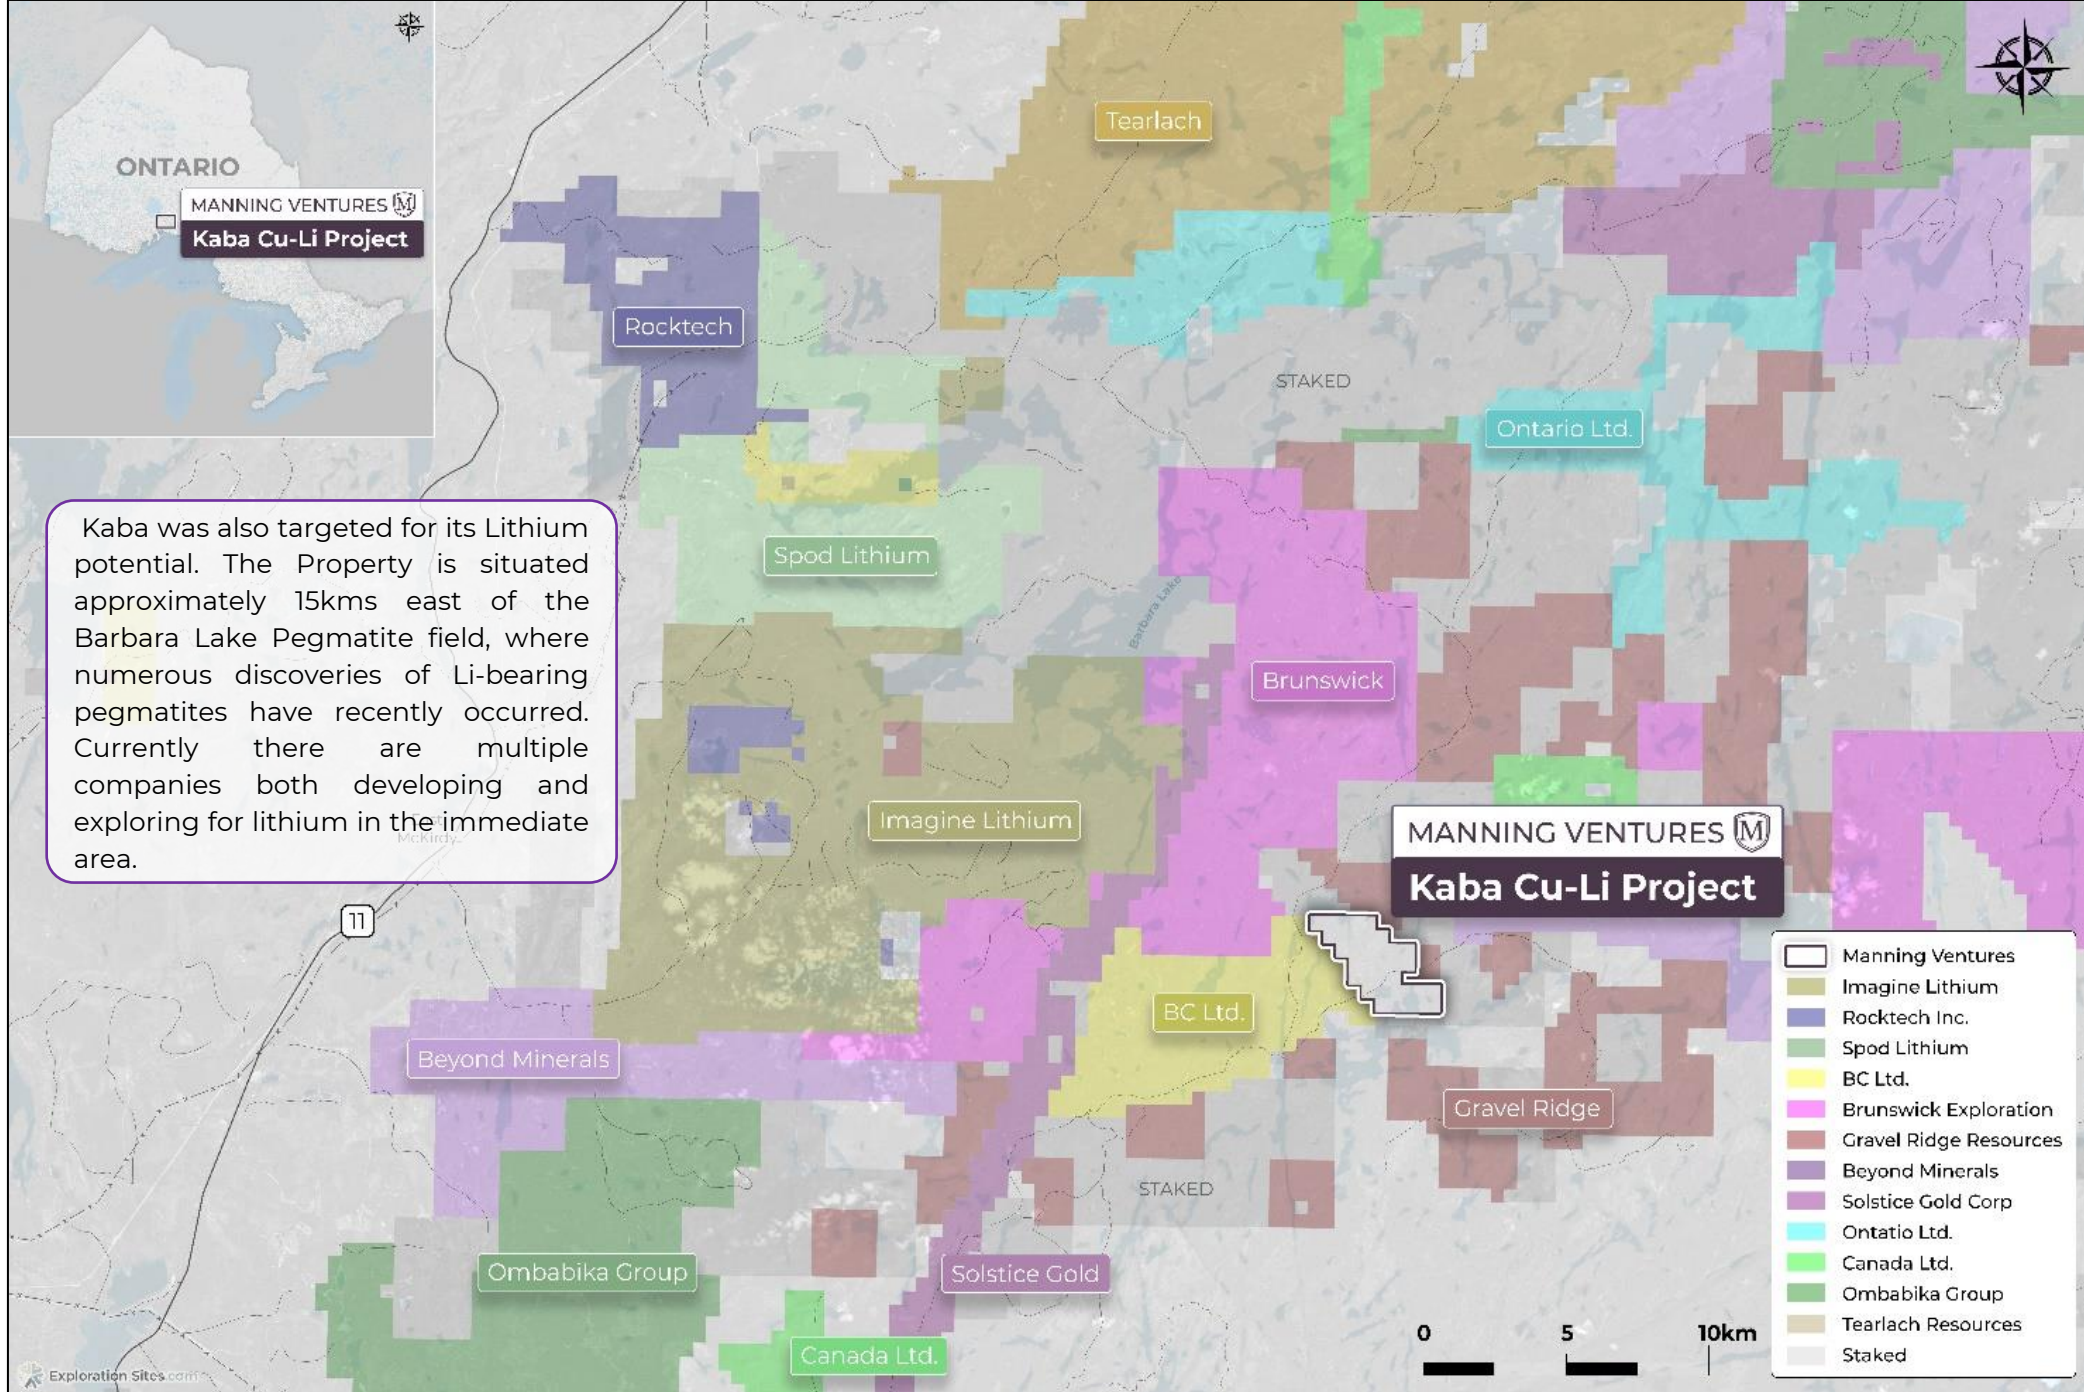 ONTARIO
MANNING VENTURES
Kaba Cu-Li Project
Tearlach
Rocktech
STAKED
Ontario Ltd.
Kaba was also targeted for its Lithium
potential. The Property is situated
approximately 15kms east of the
Barbara Lake Pegmatite field, where
numerous discoveries of Li-bearing
pegmatites have recently occurred.
Currently there are multiple
companies both developing and
exploring for lithium in the immediate
area.
Spod Lithium
Barbara Lake
Brunswick
Imagine Lithium
McKirdy
MANNING VENTURES M
Kaba Cu-Li Project
11
BC Ltd.
Beyond Minerals
Gravel Ridge
STAKED
Ombabika Group
Solstice Gold
Canada Ltd.
Manning Ventures
Imagine Lithium
Rocktech Inc.
Spod Lithium
BC Ltd.
Brunswick Exploration
Gravel Ridge Resources
Beyond Minerals
Solstice Gold Corp
Ontatio Ltd.
Canada Ltd.
Ombabika Group
Tearlach Resources
Staked
0 5 10km
Exploration Sites.com